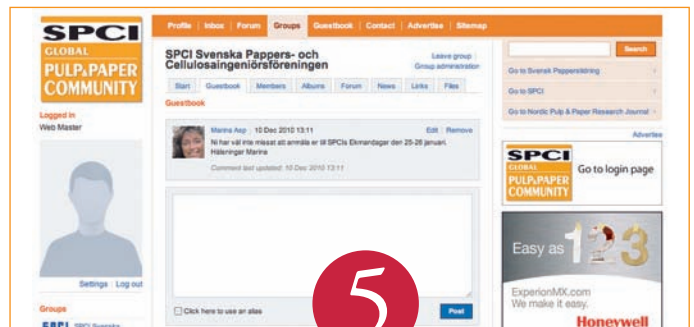 SPCI
GLOBAL
PULP&PAPER
COMMUNITY
Logged in
Web Master
Settings Log out
Groups
SPCI SPCI Svenska
Profile Inbox Forum Groups Guestbook Contact Advertise Sitemap
SPCI Svenska Pappers- och
Cellulosaingeniörsföreningen
Leave group
Group administration
Start Guestbook Members Albums Forum News Links Files
Guestbook
Marina Asp 10 Dec 2010 13:11
Edit Remove
Ni har väl inte missat att anmäla er till SPCIs Ekmandagar den 25-26 januari.
Hälsningar Marina
Comment last updated: 10 Dec 2010 13:11
Click here to use an alias
Post
5
Search
Go to Svensk Papperstidning
Go to SPCI
Go to Nordic Pulp & Paper Research Journal
Advertise
SPCI
GLOBAL
PULP&PAPER
COMMUNITY
Go to login page
Easy as 123
ExperionMX.com
We make it easy.
Honeywell